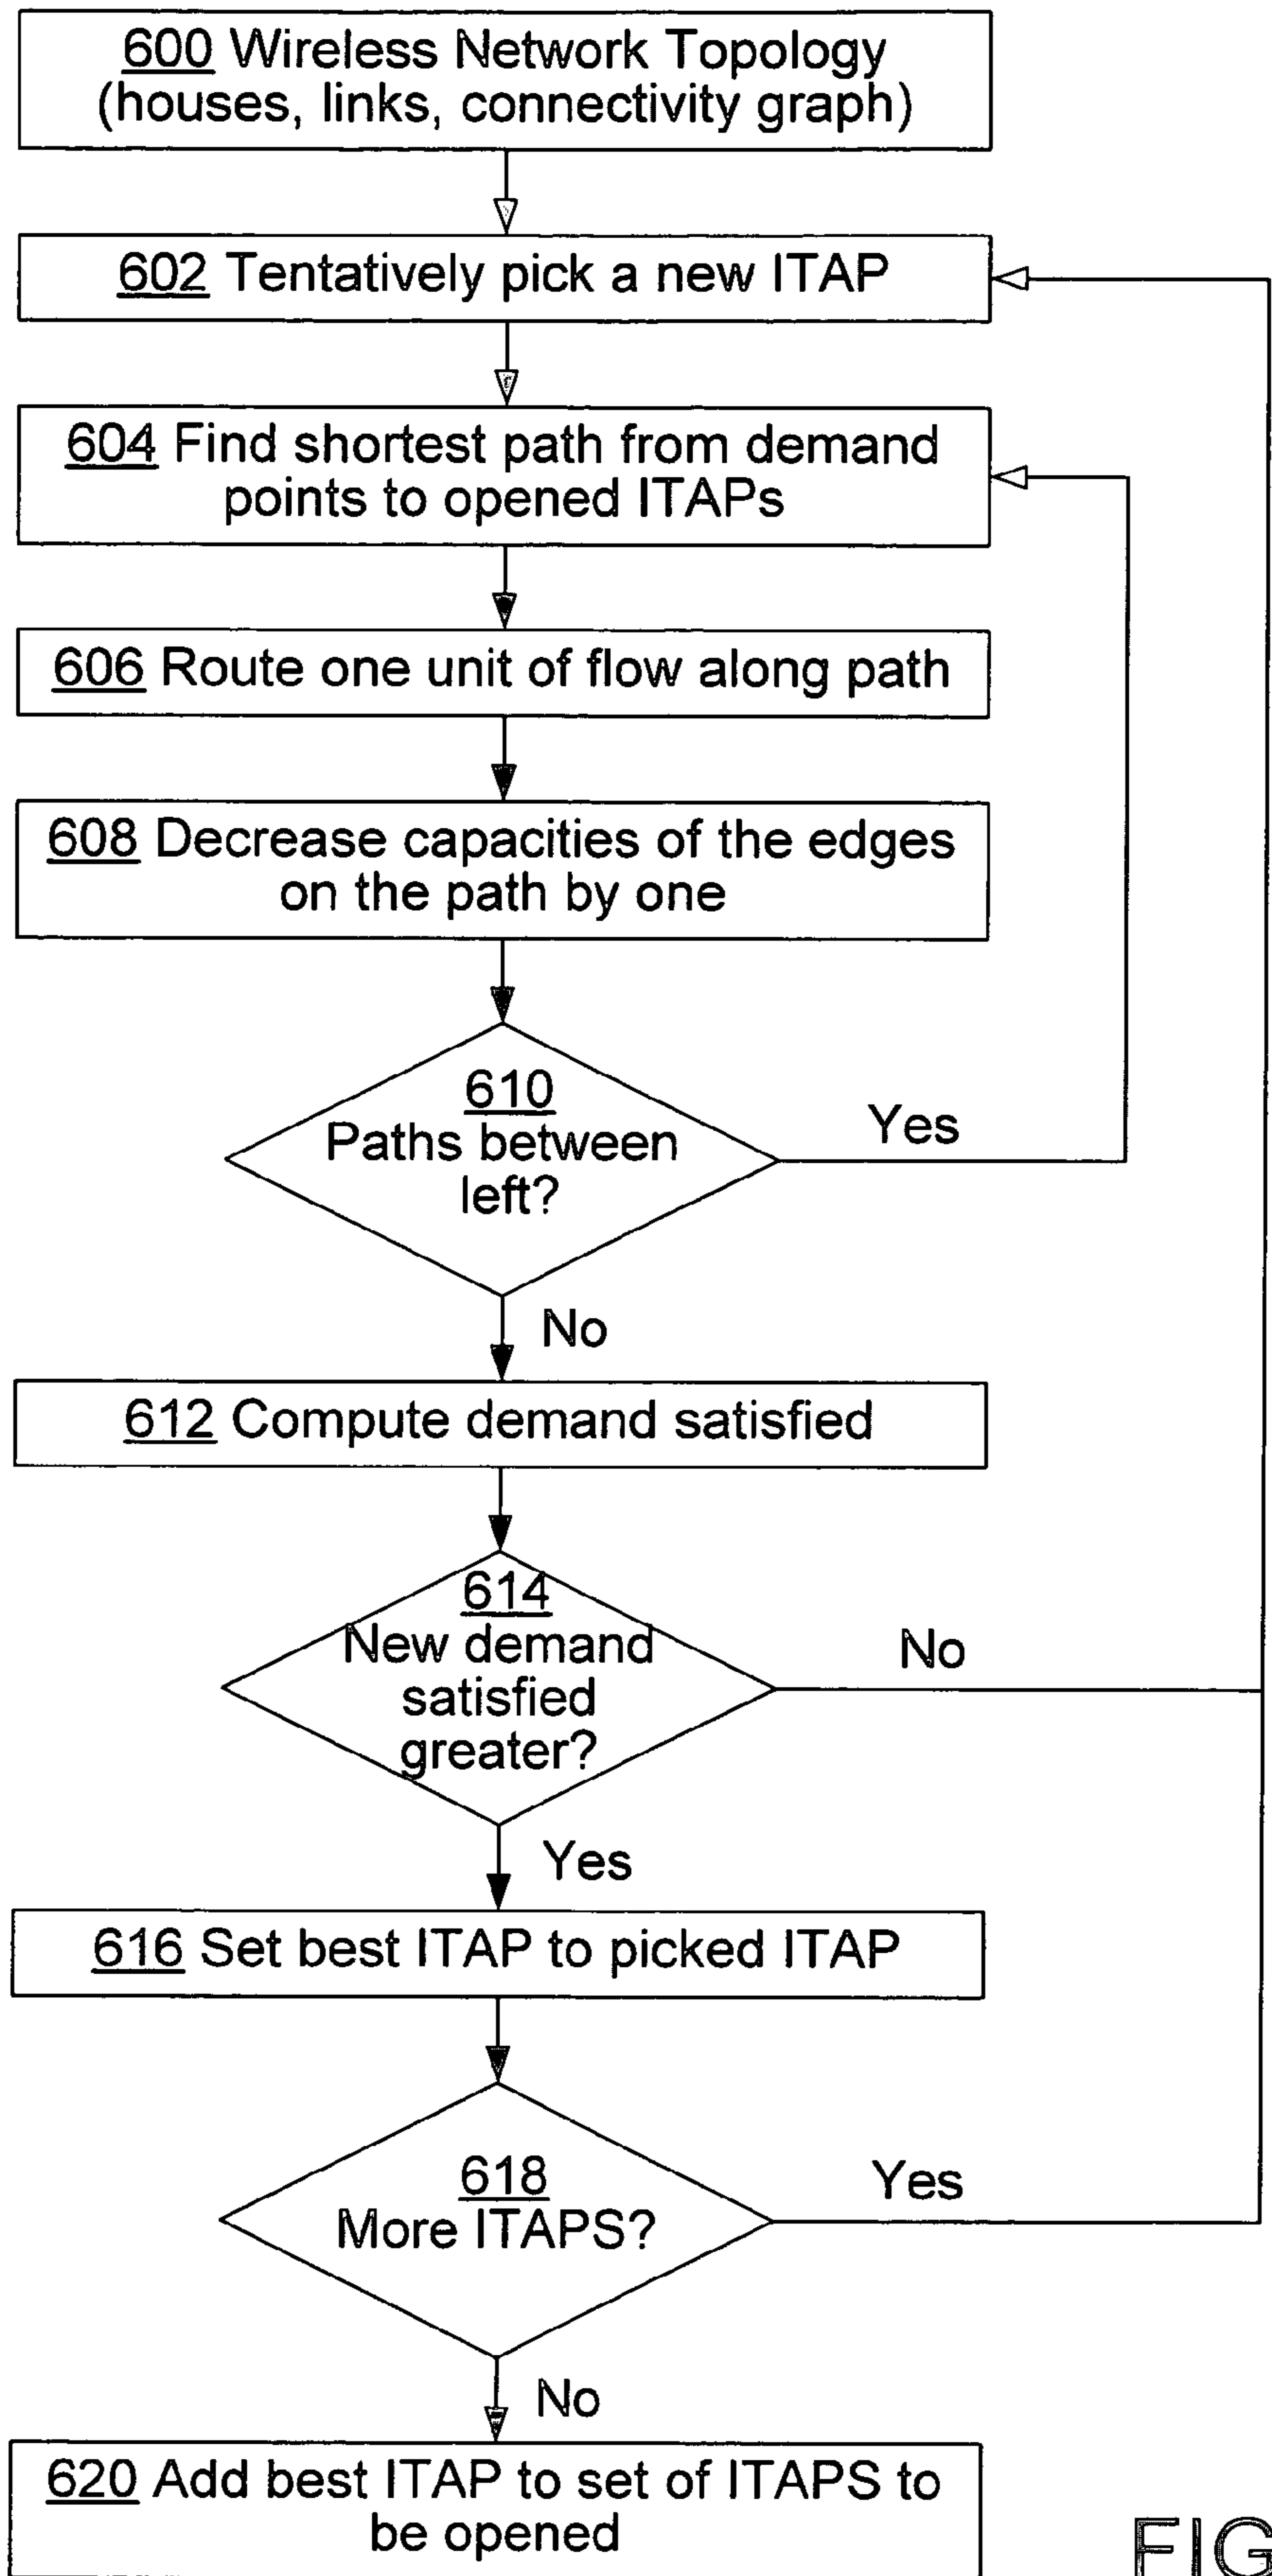 600 Wireless Network Topology
(houses, links, connectivity graph)
602 Tentatively pick a new ITAP
604 Find shortest path from demand
points to opened ITAPs
606 Route one unit of flow along path
608 Decrease capacities of the edges
on the path by one
610
Paths between
left?
Yes
No
612 Compute demand satisfied
614
New demand
satisfied
greater?
No
Yes
616 Set best ITAP to picked ITAP
618
More ITAPS?
Yes
No
620 Add best ITAP to set of ITAPS to
be opened
FIG